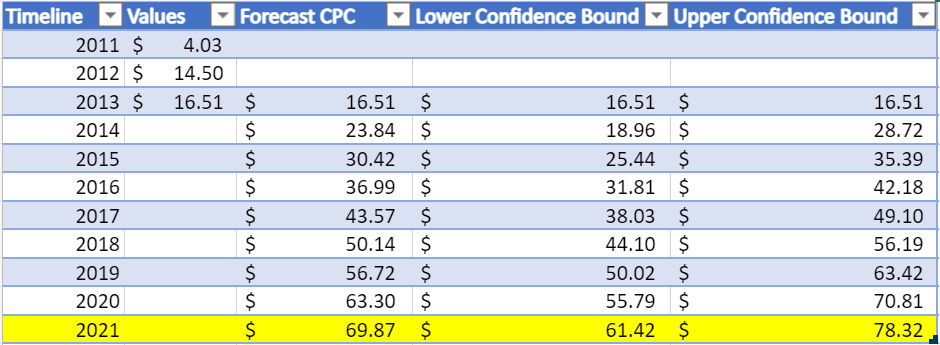 Timeline Values Forecast CPC Lower Confidence Bound Upper Confidence Bound
2011 $ 4.03
2012 $ 14.50
2013 $ 16.51 $ 16.51 $ 16.51 $ 16.51
2014 $ 23.84 $ 18.96 $ 28.72
2015 $ 30.42 $ 25.44 $ 35.39
2016 $ 36.99 $ 31.81 $ 42.18
2017 $ 43.57 $ 38.03 $ 49.10
2018 $ 50.14 $ 44.10 $ 56.19
2019 $ 56.72 $ 50.02 $ 63.42
2020 $ 63.30 $ 55.79 $ 70.81
2021 $ 69.87 $ 61.42 $ 78.32